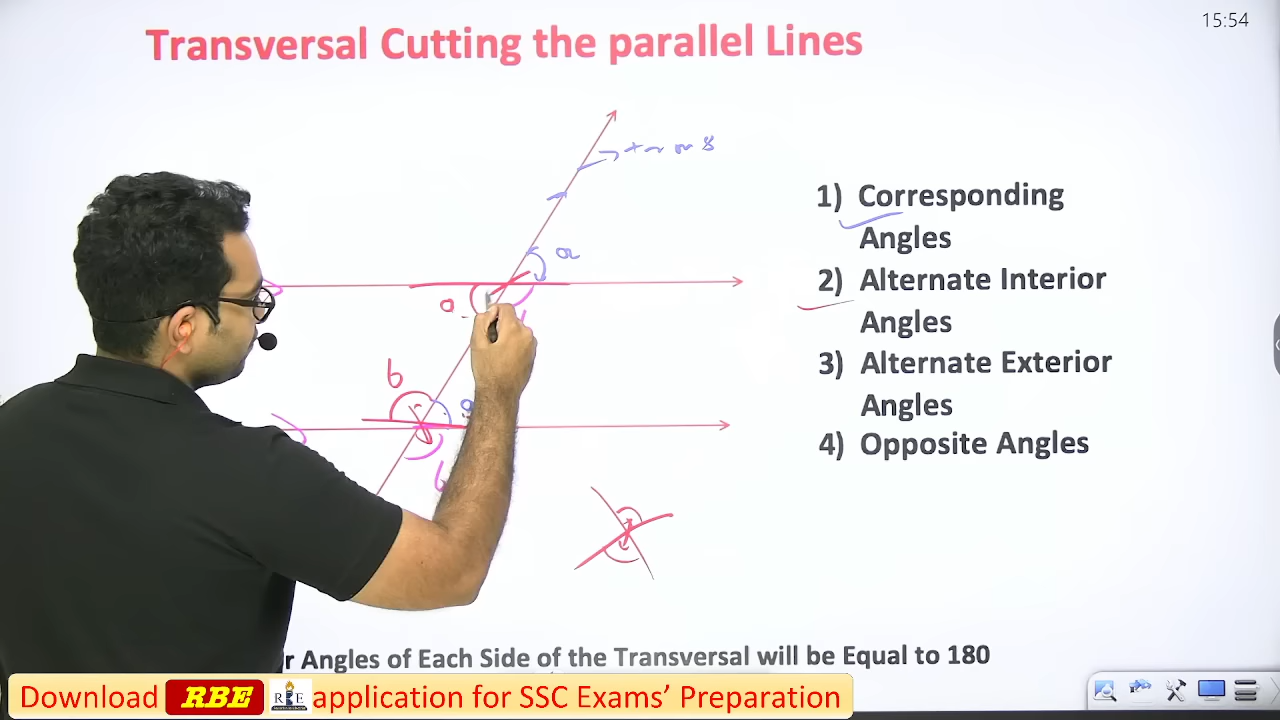 15:54
Transversal Cutting the parallel Lines
1) Corresponding
Angles
2) Alternate Interior
Angles
3) Alternate Exterior
Angles
4) Opposite Angles
a
a
b
Angles of Each Side of the Transversal will be Equal to 180
Download RBE RBE application for SSC Exams' Preparation